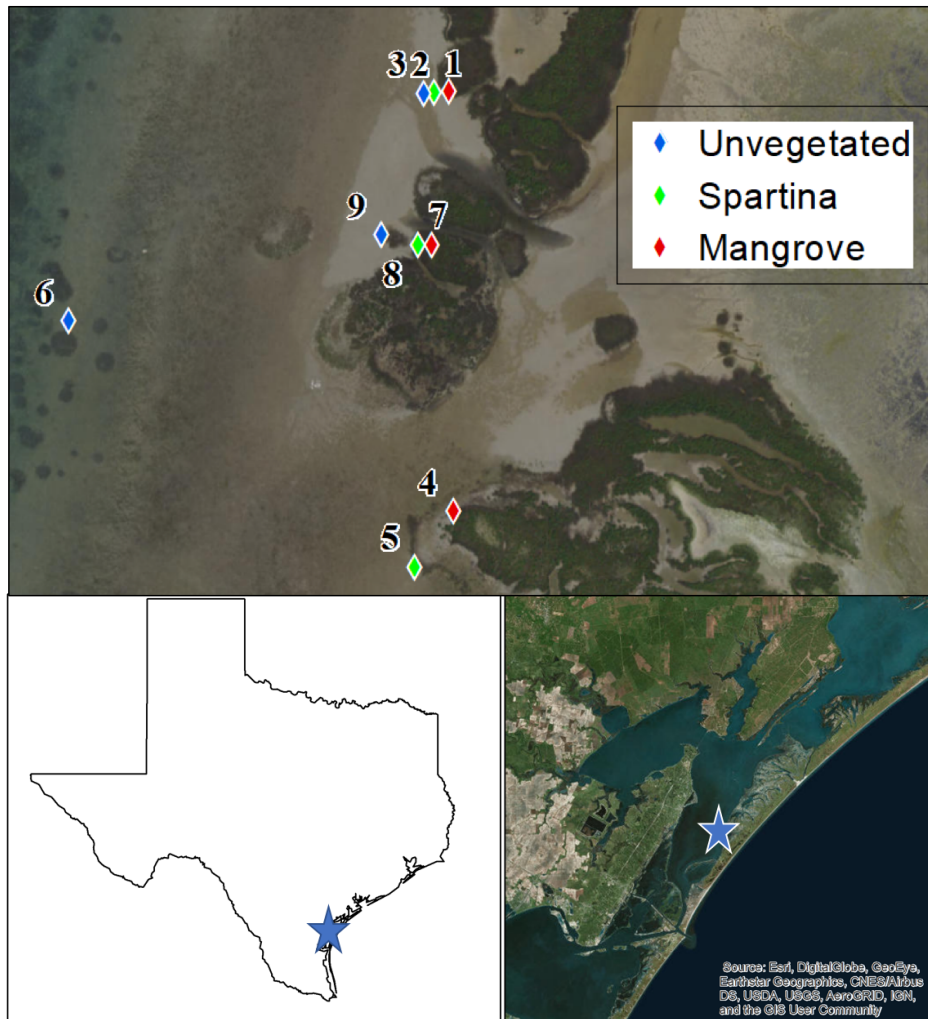 3 2 1
Unvegetated
Spartina
Mangrove
9 7
8
6
4
5
Source: Esri, DigitalGlobe, GeoEye,
Earthstar Geographics, CNES/Airbus
DS, USDA, USGS, AeroGRID, IGN,
and the GIS User Community